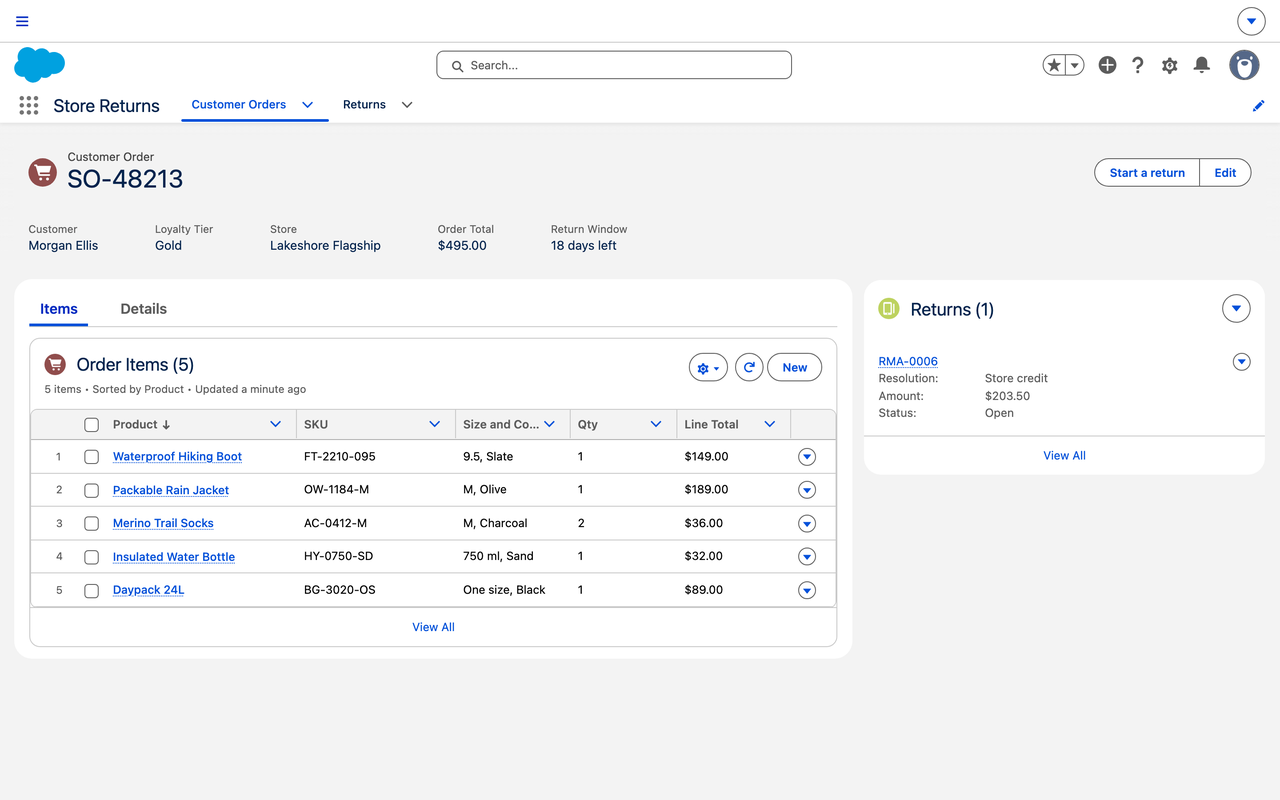 Search...
Store Returns
Customer Orders
Returns
Customer Order
SO-48213
Start a return
Edit
Customer
Morgan Ellis
Loyalty Tier
Gold
Store
Lakeshore Flagship
Order Total
$495.00
Return Window
18 days left
Items
Details
Order Items (5)
5 items • Sorted by Product • Updated a minute ago
New
Product SKU Size and Co... Qty Line Total
1 Waterproof Hiking Boot FT-2210-095 9.5, Slate 1 $149.00
2 Packable Rain Jacket OW-1184-M M, Olive 1 $189.00
3 Merino Trail Socks AC-0412-M M, Charcoal 2 $36.00
4 Insulated Water Bottle HY-0750-SD 750 ml, Sand 1 $32.00
5 Daypack 24L BG-3020-OS One size, Black 1 $89.00
View All
Returns (1)
RMA-0006
Resolution: Store credit
Amount: $203.50
Status: Open
View All